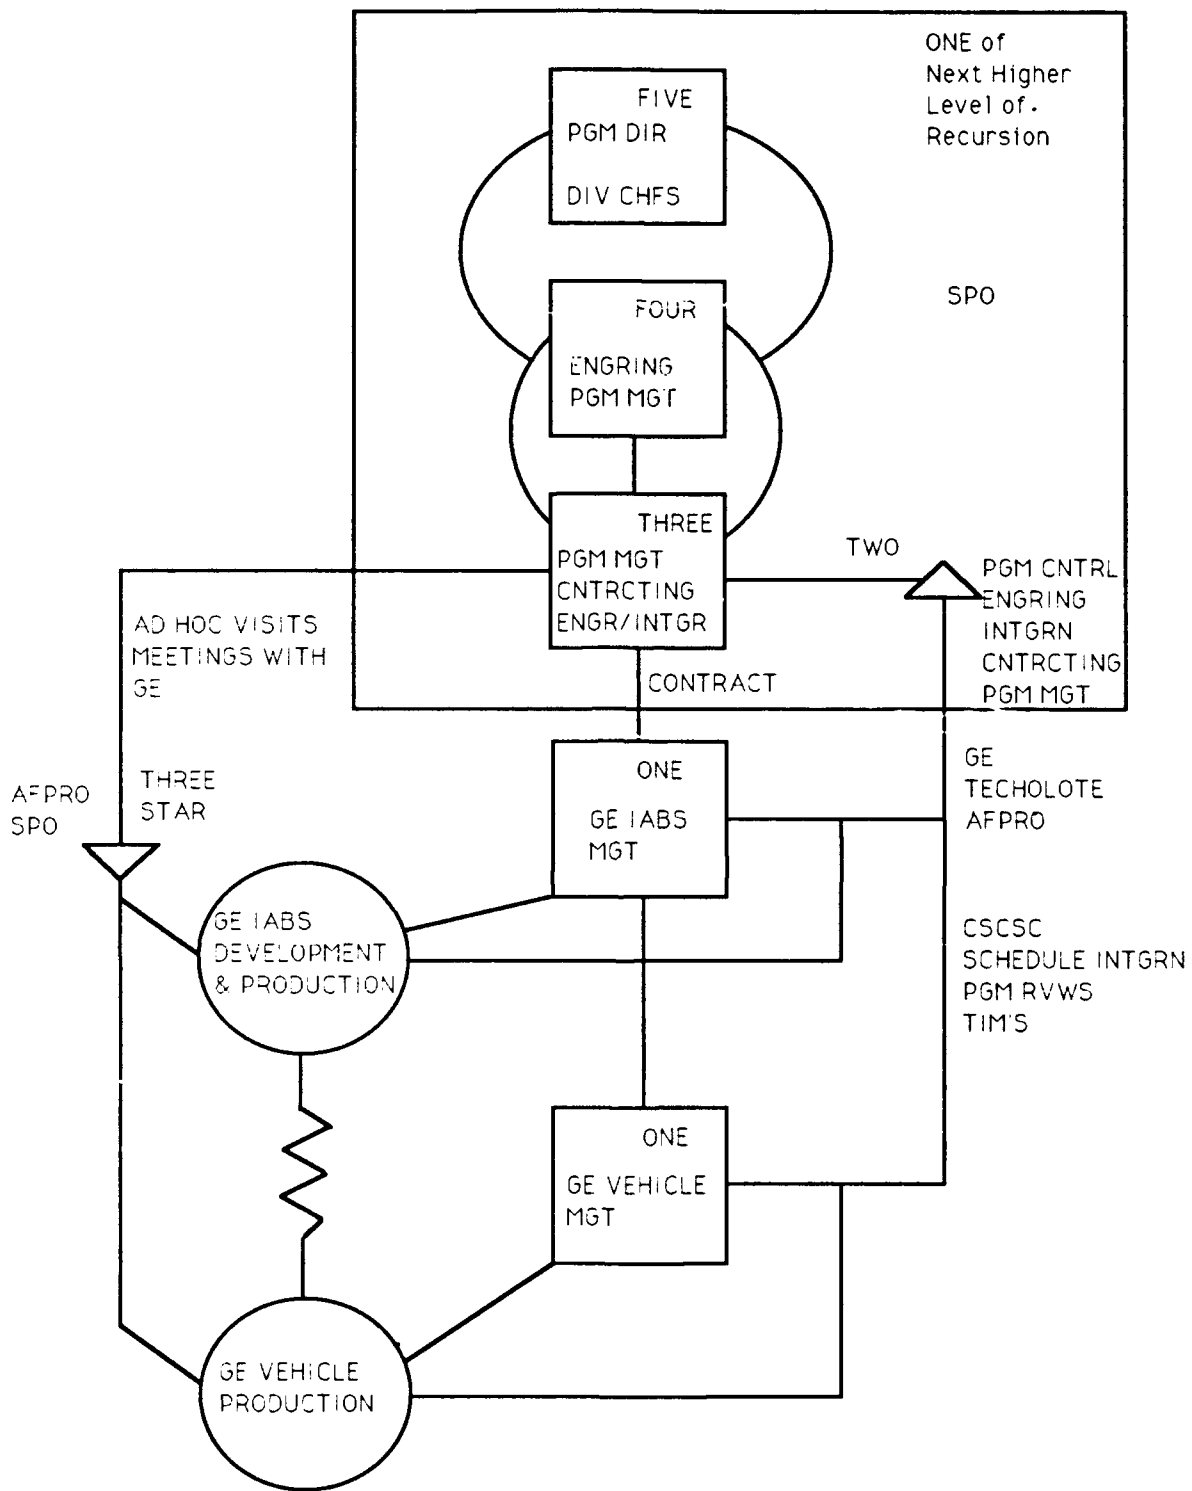 ONE of
Next Higher
Level of.
Recursion
FIVE
PGM DIR
DIV CHFS
SPO
FOUR
ENGRING
PGM MGT
THREE
PGM MGT
CNTRCTING
ENGR/INTGR
TWO
PGM CNTRL
ENGRING
INTGRN
CNTRCTING
PGM MGT
AD HOC VISITS
MEETINGS WITH
GE
CONTRACT
AFPRO
SPO
THREE
STAR
ONE
GE IABS
MGT
GE
TECHOLOTE
AFPRO
GE IABS
DEVELOPMENT
& PRODUCTION
CSCSC
SCHEDULE INTGRN
PGM RVWS
TIM'S
ONE
GE VEHICLE
MGT
GE VEHICLE
PRODUCTION